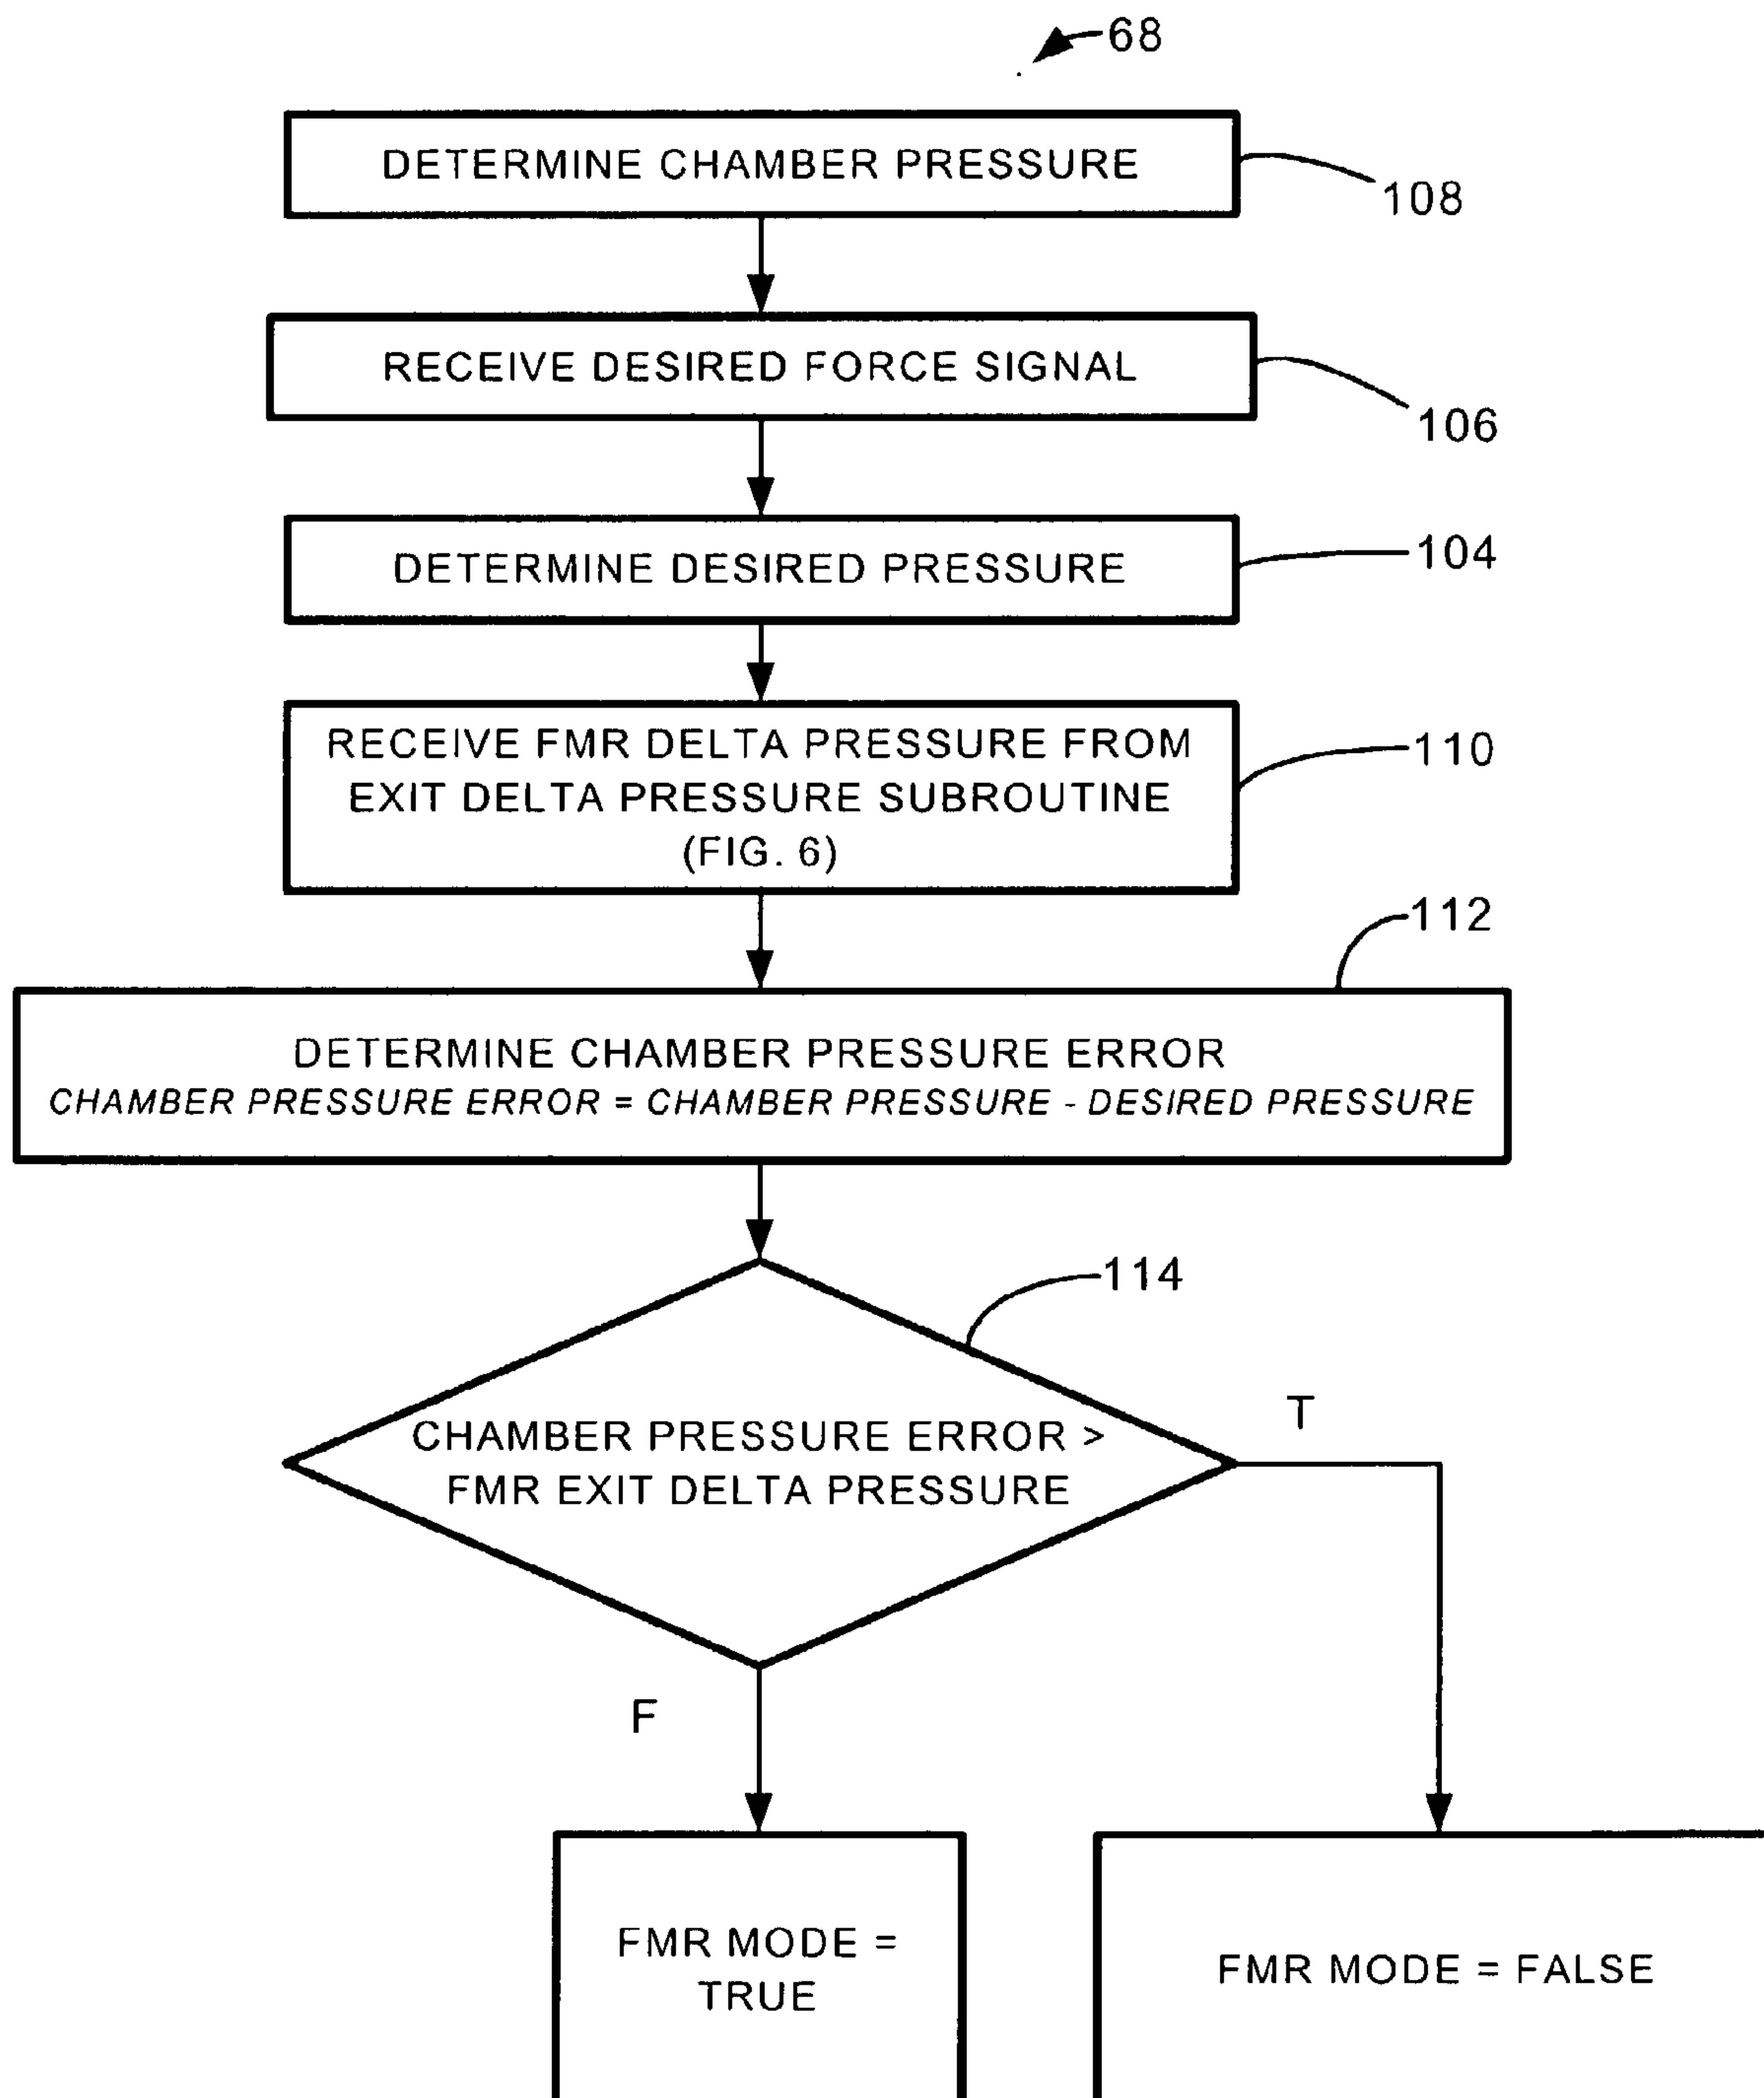 68
DETERMINE CHAMBER PRESSURE
108
RECEIVE DESIRED FORCE SIGNAL
106
DETERMINE DESIRED PRESSURE
104
RECEIVE FMR DELTA PRESSURE FROM
EXIT DELTA PRESSURE SUBROUTINE
(FIG. 6)
110
112
DETERMINE CHAMBER PRESSURE ERROR
CHAMBER PRESSURE ERROR = CHAMBER PRESSURE - DESIRED PRESSURE
114
CHAMBER PRESSURE ERROR >
FMR EXIT DELTA PRESSURE
T
F
FMR MODE =
TRUE
FMR MODE = FALSE